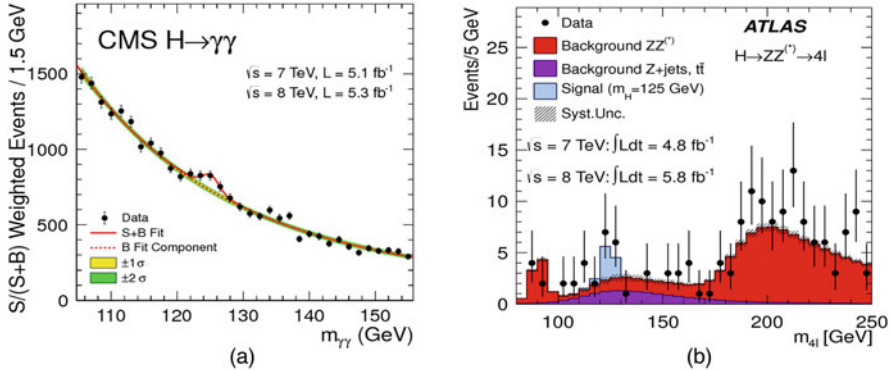 CMS H→γγ
√s = 7 TeV, L = 5.1 fb⁻¹
√s = 8 TeV, L = 5.3 fb⁻¹
S/(S+B) Weighted Events / 1.5 GeV
1500
1000
500
0
Data
S+B Fit
B Fit Component
±1σ
±2 σ
110 120 130 140 150
mγγ (GeV)
(a)
Events/5 GeV
25
20
15
10
5
0
Data
Background ZZ(*)
Background Z+jets, tt̄
Signal (mH=125 GeV)
Syst.Unc.
ATLAS
H→ZZ(*)→4l
√s = 7 TeV:∫Ldt = 4.8 fb⁻¹
√s = 8 TeV:∫Ldt = 5.8 fb⁻¹
100 150 200 250
m4l [GeV]
(b)